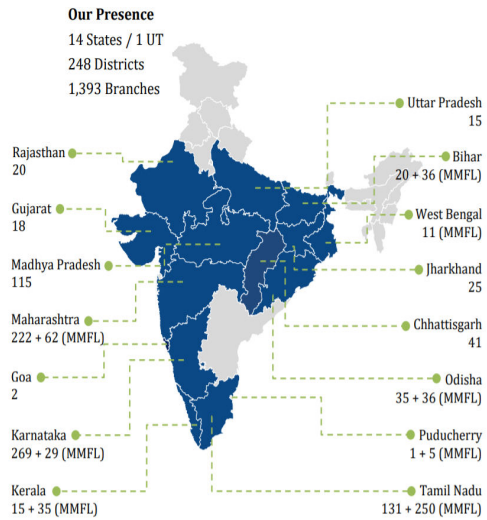 Our Presence
14 States / 1 UT
248 Districts
1,393 Branches
Rajasthan
20
Gujarat
18
Madhya Pradesh
115
Maharashtra
222 + 62 (MMFL)
Goa
2
Karnataka
269 + 29 (MMFL)
Kerala
15 + 35 (MMFL)
Uttar Pradesh
15
Bihar
20 + 36 (MMFL)
West Bengal
11 (MMFL)
Jharkhand
25
Chhattisgarh
41
Odisha
35 + 36 (MMFL)
Puducherry
1 + 5 (MMFL)
Tamil Nadu
131 + 250 (MMFL)